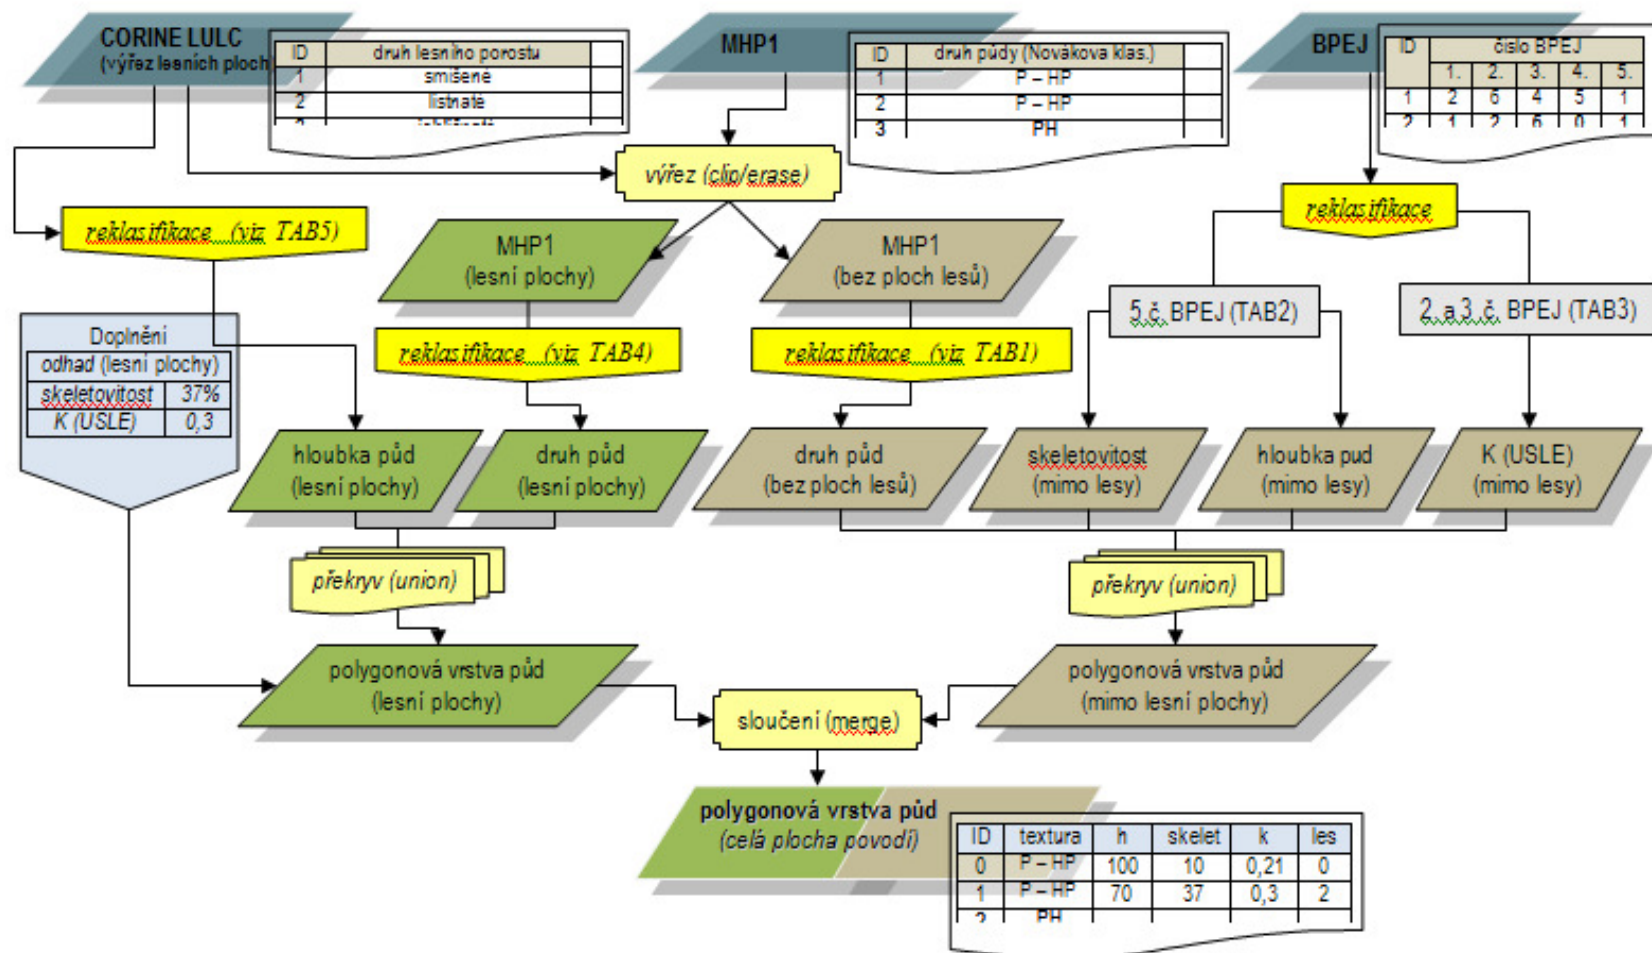 CORINE LULC
(výřez lesních ploch
ID druh lesního porostu
1 smíšené
2 listnaté
MHP1
ID druh půdy (Novákova klas.)
1 P – HP
2 P – HP
3 PH
BPEJ
ID číslo BPEJ
1. 2. 3. 4. 5.
1 2 6 4 5 1
2 1 2 6 0 1
výřez (clip/erase)
reklasifikace (viz TAB5)
reklasifikace
MHP1
(lesní plochy)
MHP1
(bez ploch lesů)
5.č. BPEJ (TAB2)
2. a 3. č. BPEJ (TAB3)
Doplnění
odhad (lesní plochy)
skeletovitost 37%
K (USLE) 0,3
reklasifikace (viz TAB4)
reklasifikace (viz TAB1)
hloubka půd
(lesní plochy)
druh půd
(lesní plochy)
druh půd
(bez ploch lesů)
skeletovitost
(mimo lesy)
hloubka pud
(mimo lesy)
K (USLE)
(mimo lesy)
překryv (union)
překryv (union)
polygonová vrstva půd
(lesní plochy)
polygonová vrstva půd
(mimo lesní plochy)
sloučení (merge)
polygonová vrstva půd
(celá plocha povodí)
ID textura h skelet k les
0 P – HP 100 10 0,21 0
1 P – HP 70 37 0,3 2
2 PH